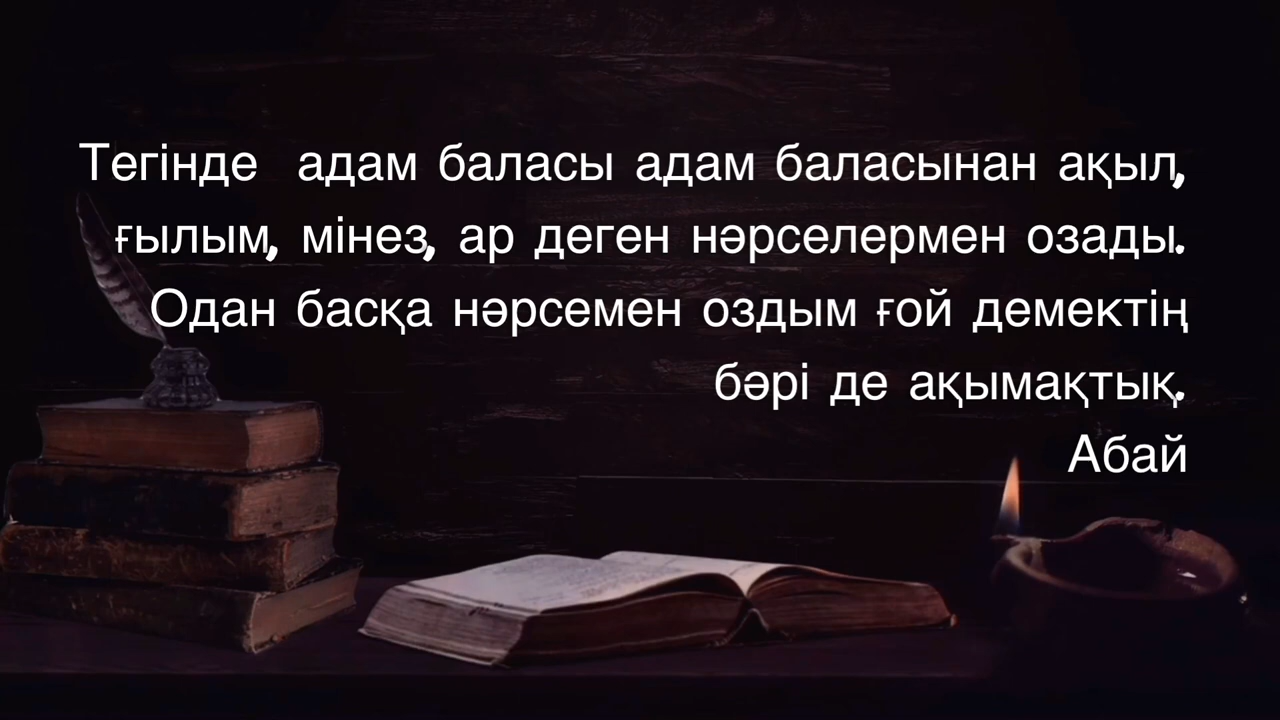 Тегінде адам баласы адам баласынан ақыл,
ғылым, мінез, ар деген нәрселермен озады.
Одан басқа нәрсемен оздым ғой демектің
бәрі де ақымақтық.
Абай